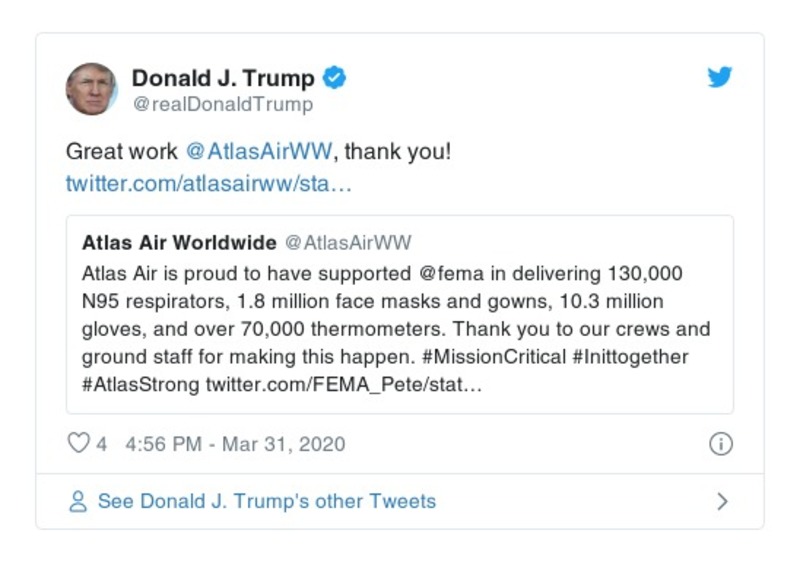 Donald J. Trump
@realDonaldTrump
Great work @AtlasAirWW, thank you!
twitter.com/atlasairww/sta…
Atlas Air Worldwide @AtlasAirWW
Atlas Air is proud to have supported @fema in delivering 130,000
N95 respirators, 1.8 million face masks and gowns, 10.3 million
gloves, and over 70,000 thermometers. Thank you to our crews and
ground staff for making this happen. #MissionCritical #Inittogether
#AtlasStrong twitter.com/FEMA_Pete/stat…
4 4:56 PM - Mar 31, 2020
See Donald J. Trump's other Tweets